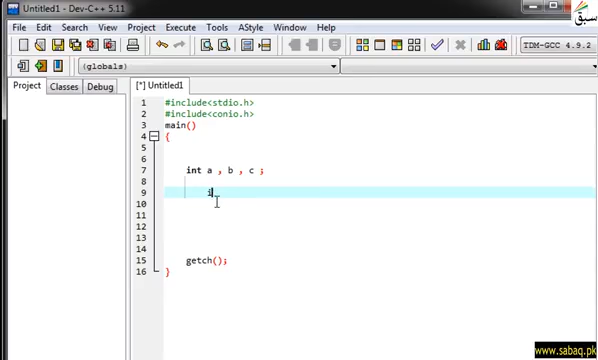 Untitled1 - Dev-C++ 5.11
سبق
File Edit Search View Project Execute Tools AStyle Window Help
TDM-GCC 4.9.2
(globals)
Project Classes Debug
[*] Untitled1
1 #include<stdio.h>
2 #include<conio.h>
3 main()
4 {
5
6
7 int a , b , c ;
8
9 i
10
11
12
13
14
15 getch();
16 }
www.sabaq.pk